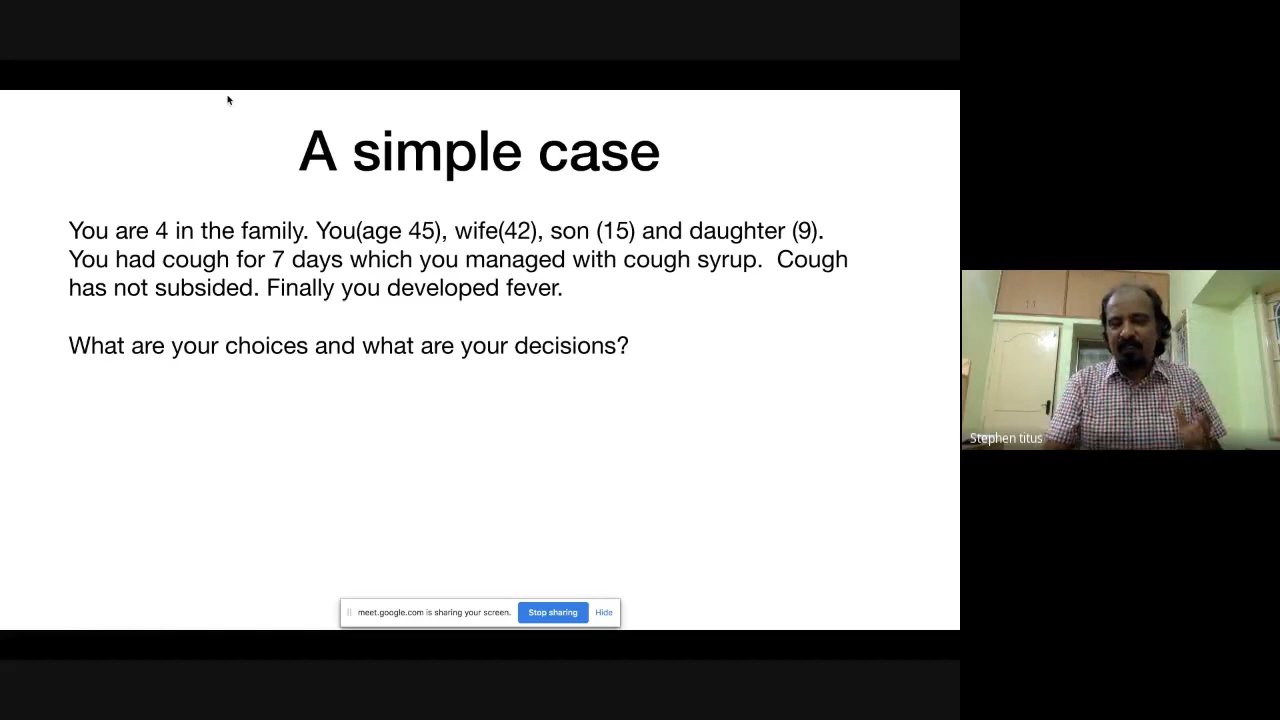 A simple case
You are 4 in the family. You(age 45), wife(42), son (15) and daughter (9).
You had cough for 7 days which you managed with cough syrup.  Cough
has not subsided. Finally you developed fever.
What are your choices and what are your decisions?
Stephen titus
meet.google.com is sharing your screen. Stop sharing Hide